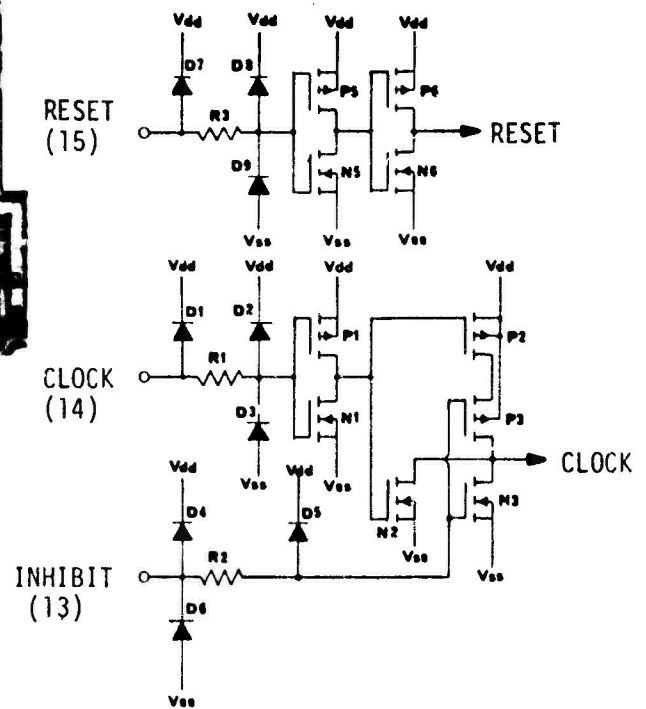 Vdd Vdd Vdd Vdd
D7 D8 P5 P6
RESET R3
(15) RESET
D9 N5 N6
Vss Vss Vss
Vdd Vdd Vdd Vdd
D1 D2 P1 P2
R1
CLOCK
(14) D3 N1 P3
Vdd Vss Vdd Vss CLOCK
D4 D5 N2 N3
R2 Vss
INHIBIT Vss
(13) D6
Vss